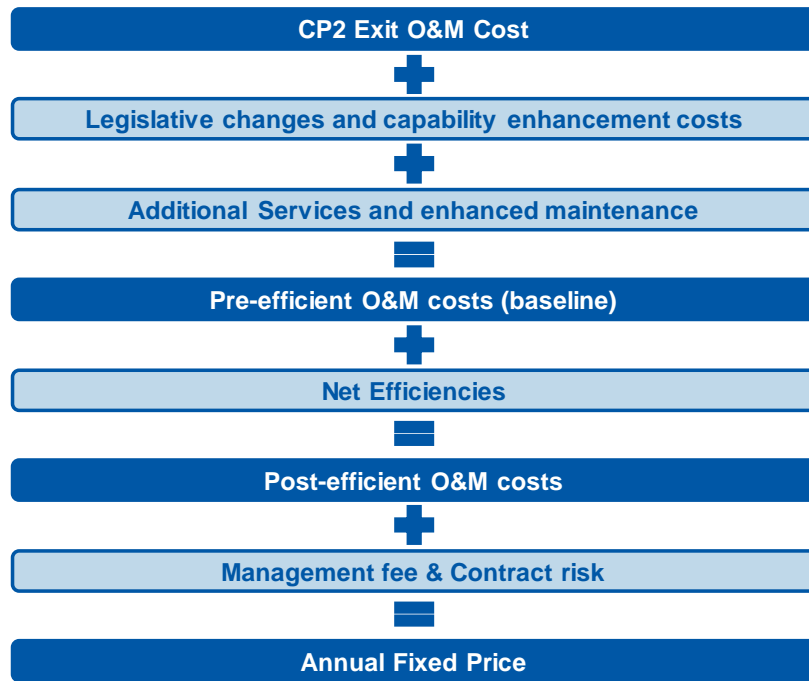 CP2 Exit O&M Cost
+
Legislative changes and capability enhancement costs
+
Additional Services and enhanced maintenance
=
Pre-efficient O&M costs (baseline)
+
Net Efficiencies
=
Post-efficient O&M costs
+
Management fee & Contract risk
=
Annual Fixed Price